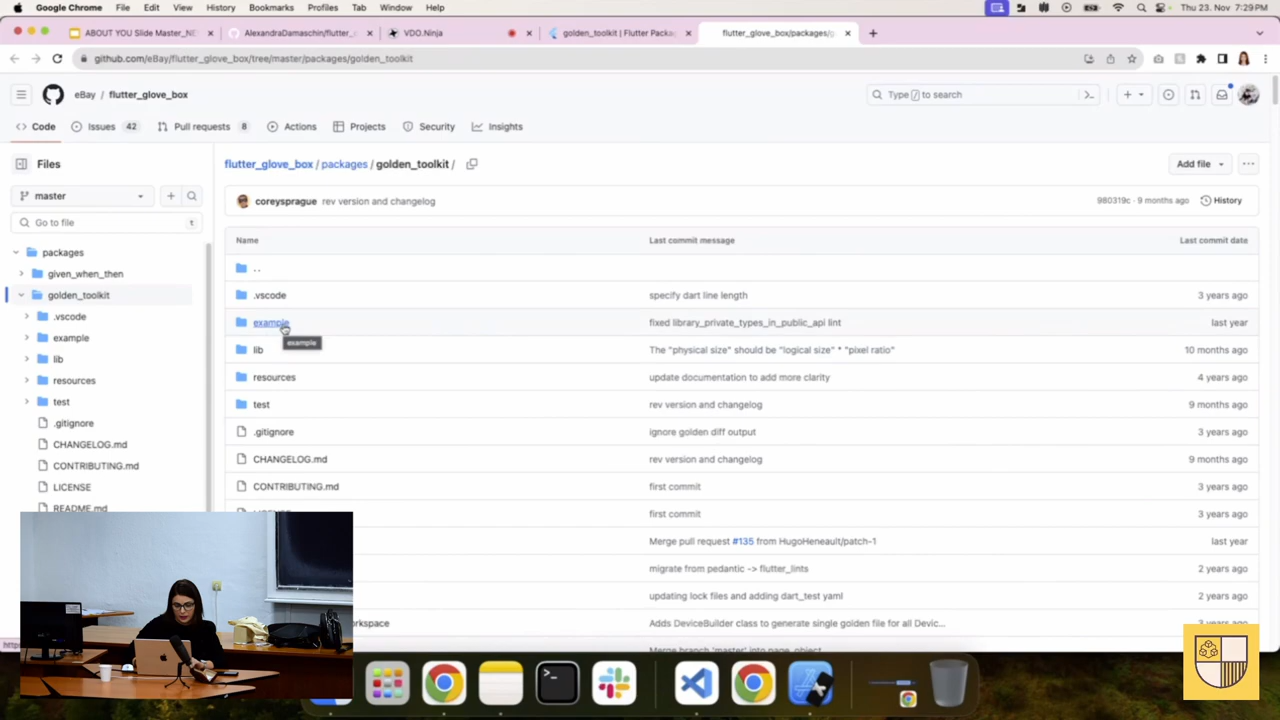 Google Chrome File Edit View History Bookmarks Profiles Tab Window Help Thu 23. Nov 7:29 PM
ABOUT YOU Slide Master_NE AlexandraDamaschin/flutter_ VDO.Ninja golden_toolkit | Flutter Packa flutter_glove_box/packages/g
github.com/eBay/flutter_glove_box/tree/master/packages/golden_toolkit
eBay / flutter_glove_box Type / to search
Code Issues 42 Pull requests 8 Actions Projects Security Insights
Files flutter_glove_box / packages / golden_toolkit / Add file
master
coreysprague rev version and changelog 980319c · 9 months ago History
Go to file t
Name Last commit message Last commit date
packages
given_when_then ..
golden_toolkit .vscode specify dart line length 3 years ago
.vscode example fixed library_private_types_in_public_api lint last year
example example
lib lib The "physical size" should be "logical size" * "pixel ratio" 10 months ago
resources resources update documentation to add more clarity 4 years ago
test test rev version and changelog 9 months ago
.gitignore .gitignore ignore golden diff output 3 years ago
CHANGELOG.md CHANGELOG.md rev version and changelog 9 months ago
CONTRIBUTING.md CONTRIBUTING.md first commit 3 years ago
LICENSE
README.md first commit 3 years ago
Merge pull request #135 from HugoHeneault/patch-1 last year
migrate from pedantic -> flutter_lints 2 years ago
updating lock files and adding dart_test yaml 2 years ago
Adds DeviceBuilder class to generate single golden file for all Devic... 3 years ago